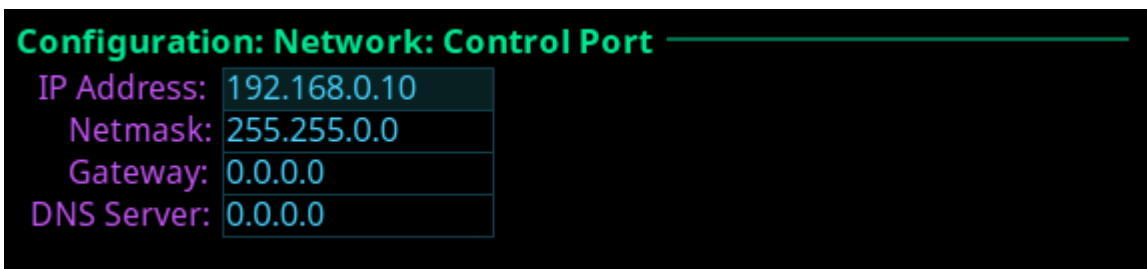 Configuration: Network: Control Port
IP Address: 192.168.0.10
Netmask: 255.255.0.0
Gateway: 0.0.0.0
DNS Server: 0.0.0.0